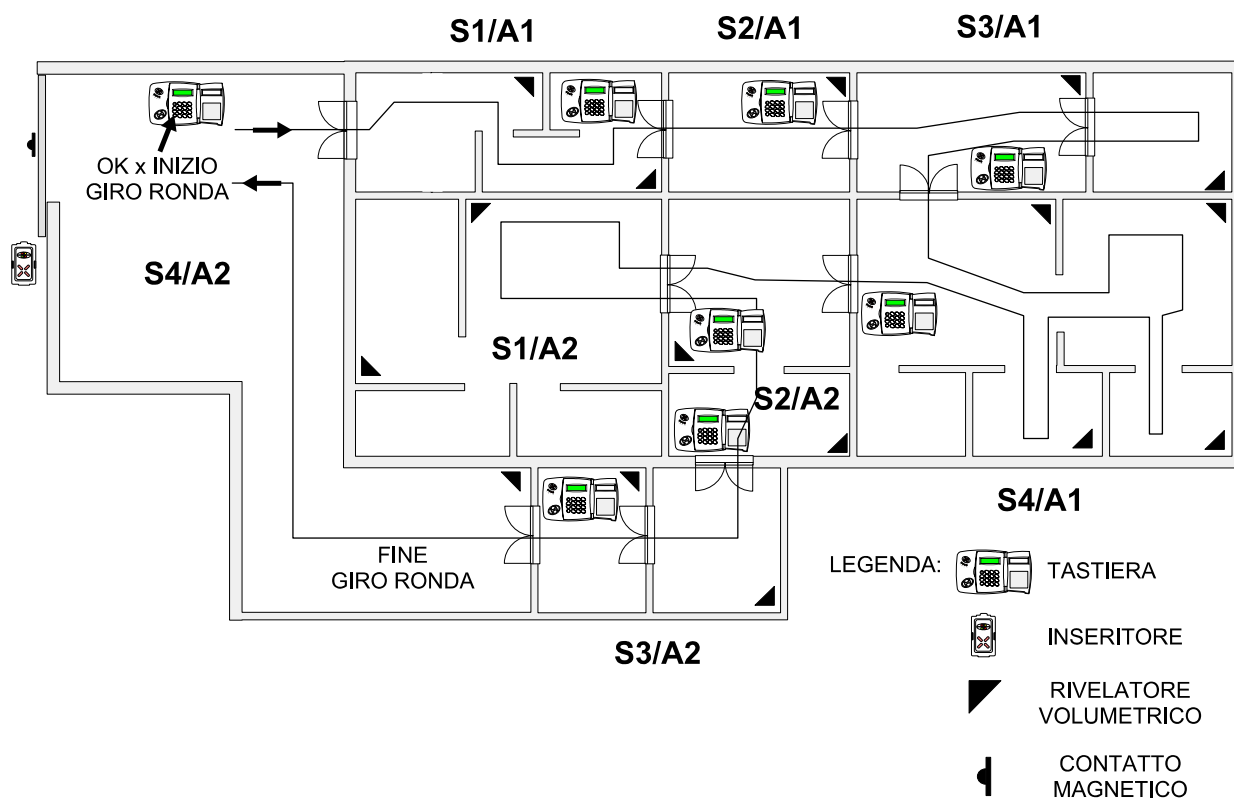 S1/A1
S2/A1
S3/A1
OK x INIZIO
GIRO RONDA
S4/A2
S1/A2
S2/A2
FINE
GIRO RONDA
S3/A2
S4/A1
LEGENDA:
TASTIERA
INSERITORE
RIVELATORE
VOLUMETRICO
CONTATTO
MAGNETICO